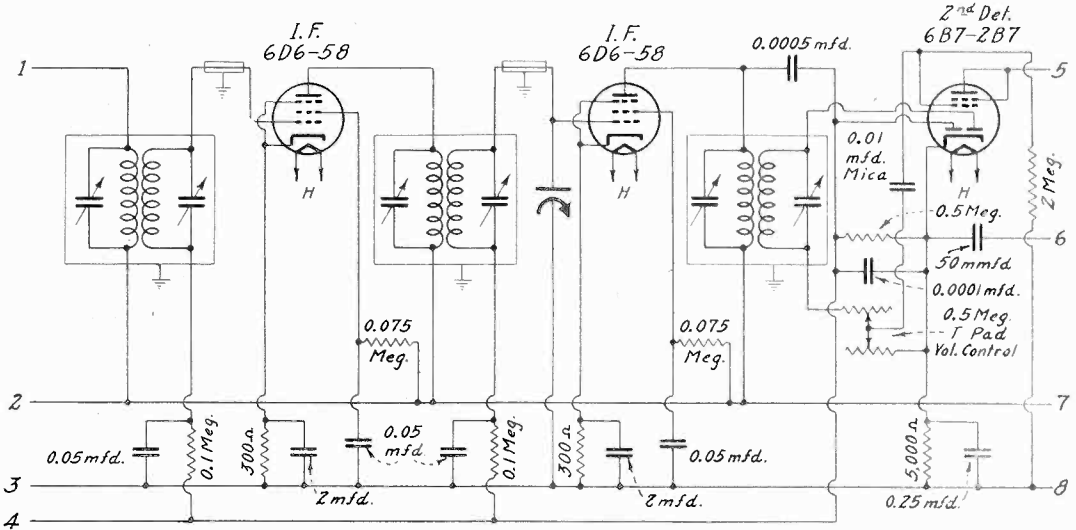 I.F.
6D6-58
I.F.
6D6-58
2nd Det.
6B7-2B7
0.0005 mfd.
1
5
H
H
H
0.01
mfd.
Mica
2 Meg.
0.5 Meg.
6
50 mmfd
0.0001 mfd.
0.5 Meg.
T Pad
Vol. Control
0.075
Meg.
0.075
Meg.
2
7
0.05 mfd.
0.1 Meg.
300Ω
2 mfd.
0.05
mfd.
0.1 Meg.
300Ω
2 mfd.
0.05 mfd.
5,000Ω
0.25 mfd.
3
8
4